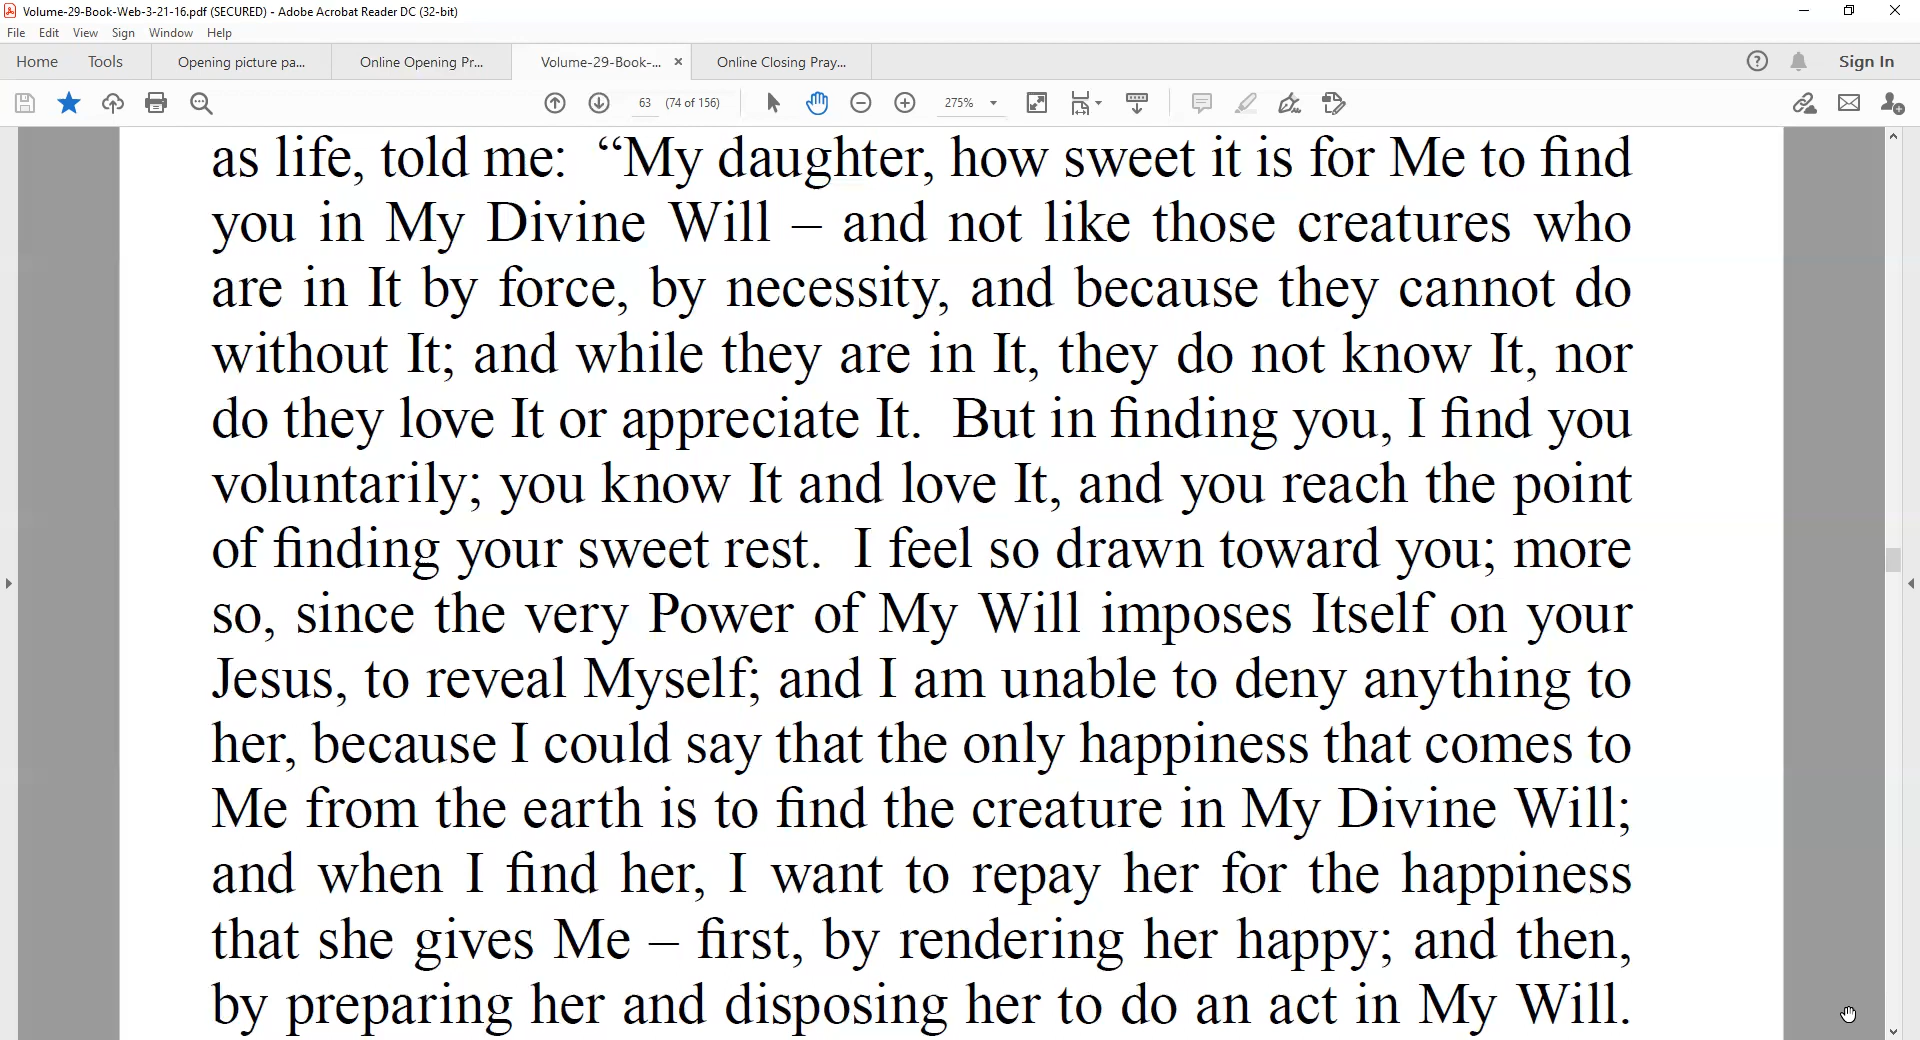 Volume-29-Book-Web-3-21-16.pdf (SECURED) - Adobe Acrobat Reader DC (32-bit)
File Edit View Sign Window Help
Home Tools Opening picture pa... Online Opening Pr... Volume-29-Book-... × Online Closing Pray... Sign In
63 (74 of 156) 275%
as life, told me:  “My daughter, how sweet it is for Me to find
you in My Divine Will – and not like those creatures who
are in It by force, by necessity, and because they cannot do
without It; and while they are in It, they do not know It, nor
do they love It or appreciate It.  But in finding you, I find you
voluntarily; you know It and love It, and you reach the point
of finding your sweet rest.  I feel so drawn toward you; more
so, since the very Power of My Will imposes Itself on your
Jesus, to reveal Myself; and I am unable to deny anything to
her, because I could say that the only happiness that comes to
Me from the earth is to find the creature in My Divine Will;
and when I find her, I want to repay her for the happiness
that she gives Me – first, by rendering her happy; and then,
by preparing her and disposing her to do an act in My Will.